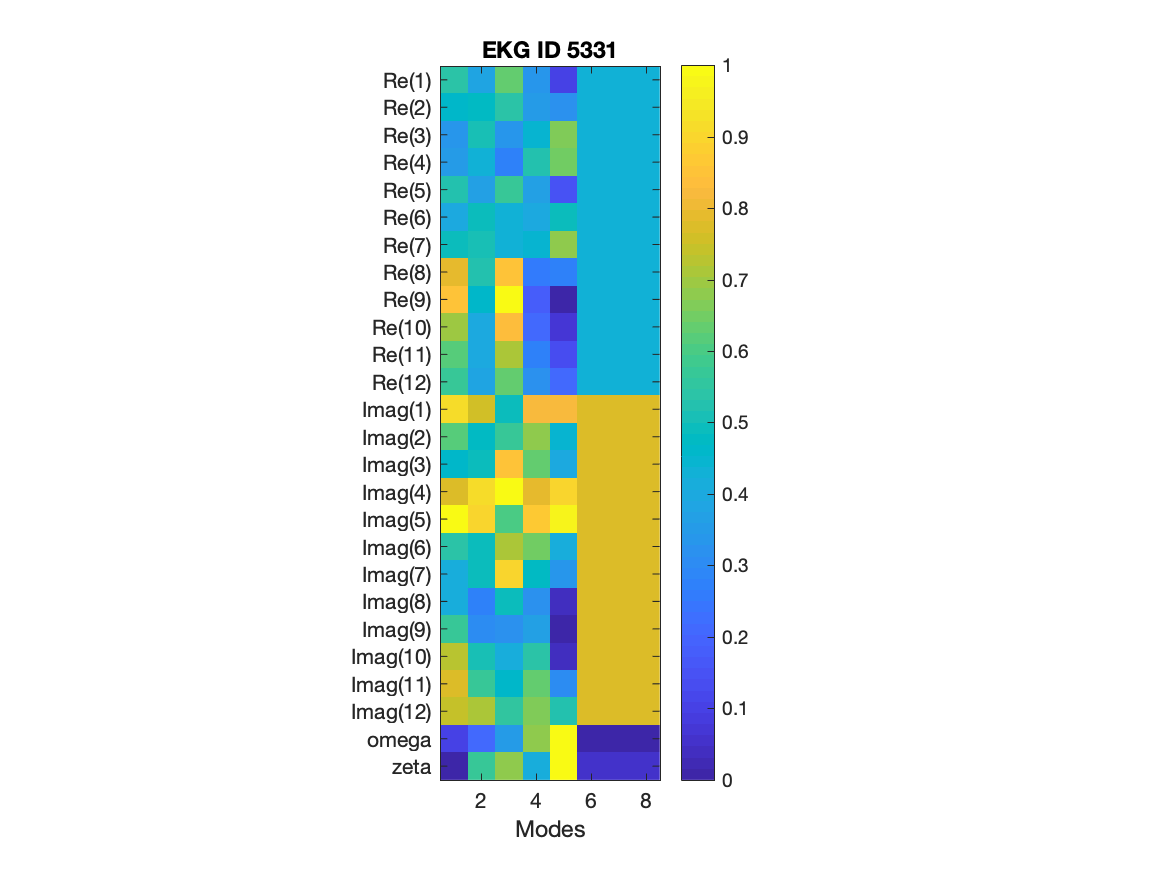 EKG ID 5331
Re(1)
Re(2)
Re(3)
Re(4)
Re(5)
Re(6)
Re(7)
Re(8)
Re(9)
Re(10)
Re(11)
Re(12)
Imag(1)
Imag(2)
Imag(3)
Imag(4)
Imag(5)
Imag(6)
Imag(7)
Imag(8)
Imag(9)
Imag(10)
Imag(11)
Imag(12)
omega
zeta
2 4 6 8
Modes
1
0.9
0.8
0.7
0.6
0.5
0.4
0.3
0.2
0.1
0